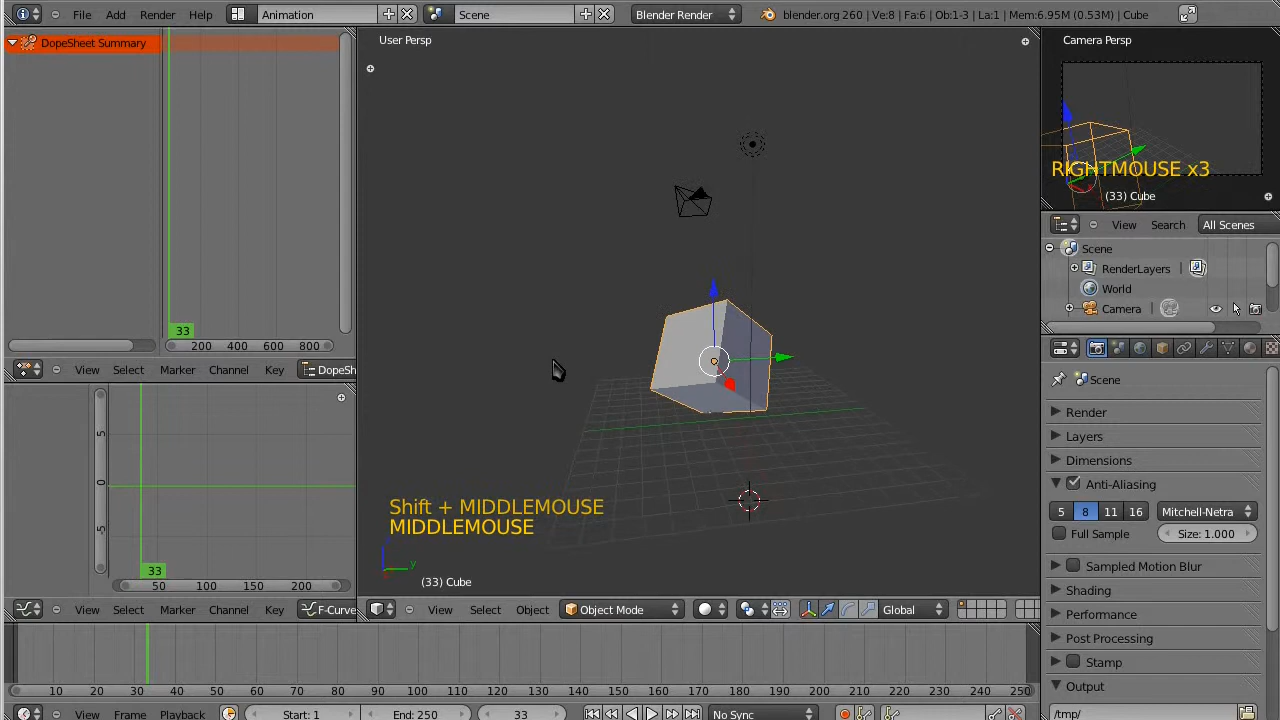 File Add Render Help Animation Scene Blender Render blender.org 260 | Ve:8 | Fa:6 | Ob:1-3 | La:1 | Mem:6.95M (0.53M) | Cube
DopeSheet Summary
33
200 400 600 800
View Select Marker Channel Key DopeSh
5
0
-5
33
50 100 150 200
View Select Marker Channel Key F-Curve
User Persp
Shift + MIDDLEMOUSE
MIDDLEMOUSE
y
(33) Cube
View Select Object Object Mode Global
Camera Persp
RIGHTMOUSE x3
(33) Cube
View Search All Scenes
Scene
RenderLayers |
World
Camera |
Scene
Render
Layers
Dimensions
Anti-Aliasing
5 8 11 16 Mitchell-Netra
Full Sample Size: 1.000
Sampled Motion Blur
Shading
Performance
Post Processing
Stamp
Output
/tmp/
10 20 30 40 50 60 70 80 90 100 110 120 130 140 150 160 170 180 190 200 210 220 230 240 250
View Frame Playback Start: 1 End: 250 33 No Sync